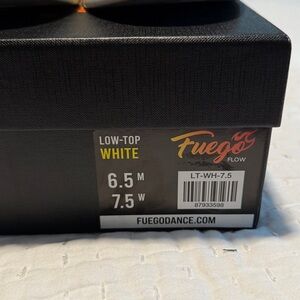 LOW-TOP
WHITE
6.5 M
7.5 W
Fuego
FLOW
LT-WH-7.5
87933598
FUEGODANCE.COM